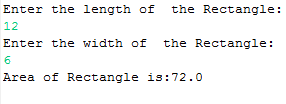 Enter the length of  the Rectangle:
12
Enter the width of  the Rectangle:
6
Area of Rectangle is:72.0